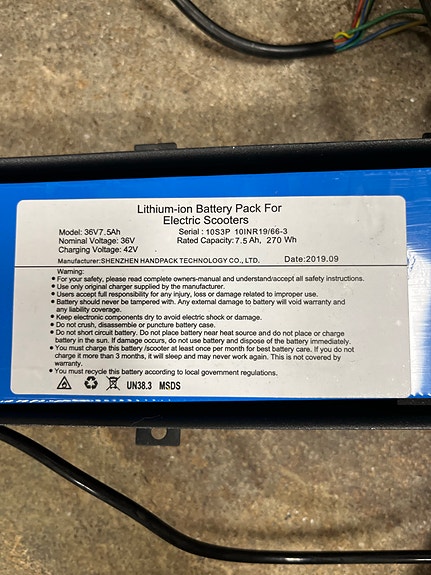 Lithium-ion Battery Pack For
Electric Scooters
Model: 36V7.5Ah Serial : 10S3P 10INR19/66-3
Nominal Voltage: 36V Rated Capacity: 7.5 Ah, 270 Wh
Charging Voltage: 42V
Manufacturer:SHENZHEN HANDPACK TECHNOLOGY CO., LTD. Date:2019.09
Warning:
• For your safety, please read complete owners-manual and understand/accept all safety instructions.
• Use only original charger supplied by the manufacturer.
• Users accept full responsibility for any injury, loss or damage related to improper use.
• Battery should never be tampered with. Any external damage to battery will void warranty and
any liability coverage.
• Keep electronic components dry to avoid electric shock or damage.
• Do not crush, disassemble or puncture battery case.
• Do not short circuit battery. Do not place battery near heat source and do not place or charge
battery in the sun. If damage occurs, do not use battery and dispose of the battery immediately.
• You must charge this battery /scooter at least once per month for best battery care. If you do not
charge it more than 3 months, it will sleep and may never work again. This is not covered by
warranty.
• You must recycle this battery according to local government regulations.
UN38.3 MSDS